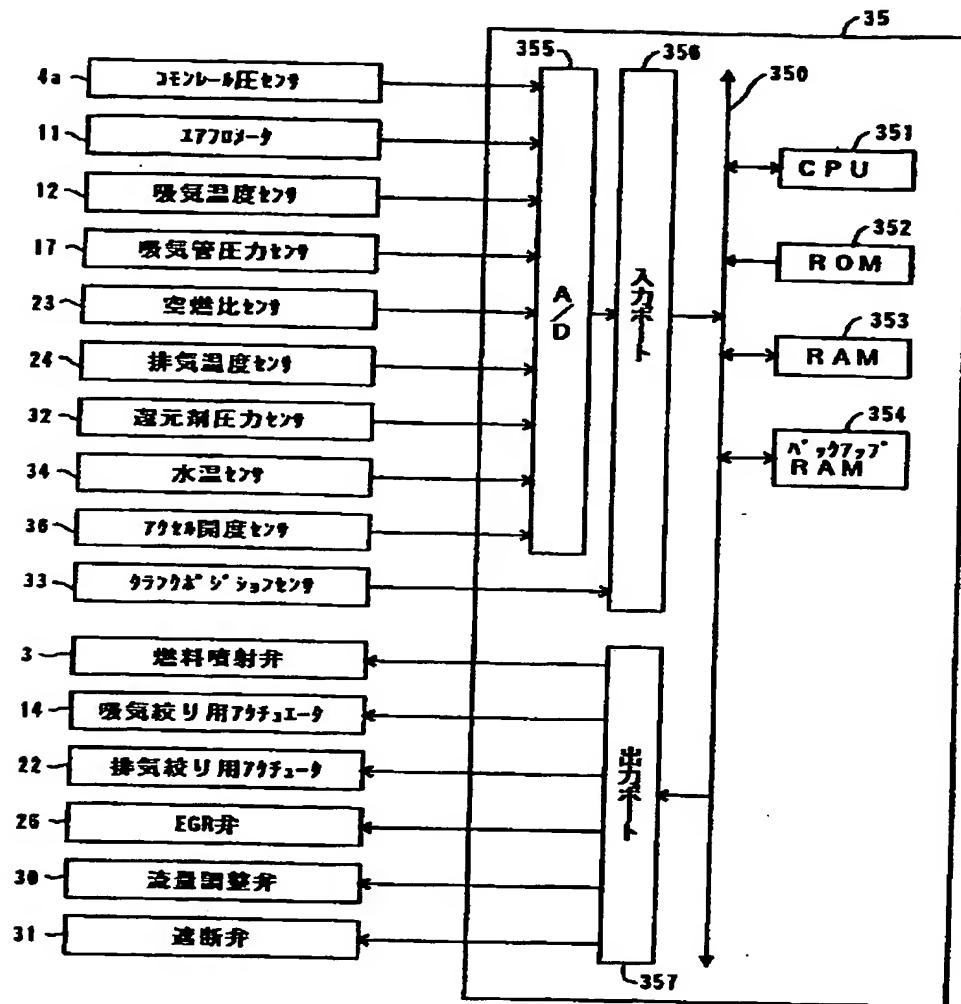 35
355
356
350
4a コモンレール圧センサ
11 エアフロメータ
351
CPU
12 吸気温度センサ
17 吸気管圧力センサ
352
ROM
A/D
入力ポート
23 空燃比センサ
353
RAM
24 排気温度センサ
32 還元剤圧力センサ
354
バックアップ
RAM
34 水温センサ
36 アクセル開度センサ
33 クランクポジションセンサ
3 燃料噴射弁
14 吸気絞り用アクチュエータ
22 排気絞り用アクチュータ
出力ポート
26 EGR弁
30 流量調整弁
31 遮断弁
357